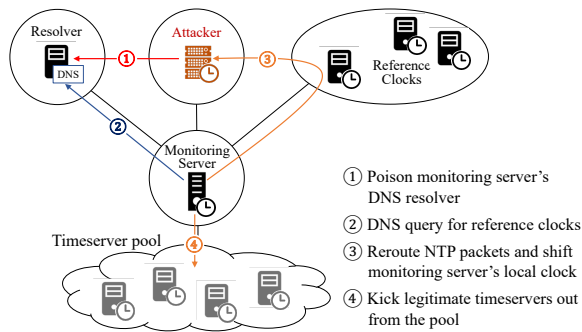 Resolver
Attacker
DNS
①
③
Reference
Clocks
②
Monitoring
Server
④
Timeserver pool
① Poison monitoring server's
DNS resolver
② DNS query for reference clocks
③ Reroute NTP packets and shift
monitoring server's local clock
④ Kick legitimate timeservers out
from the pool